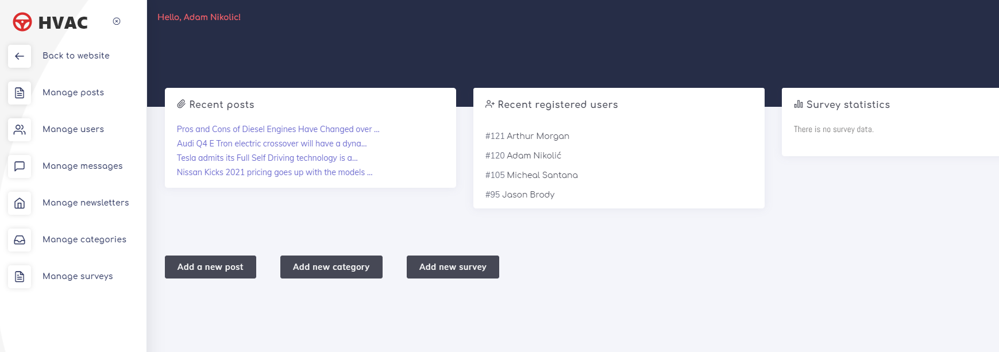 HVAC
Back to website
Manage posts
Manage users
Manage messages
Manage newsletters
Manage categories
Manage surveys
Hello, Adam Nikolic!
Recent posts
Pros and Cons of Diesel Engines Have Changed over ...
Audi Q4 E Tron electric crossover will have a dyna...
Tesla admits its Full Self Driving technology is a...
Nissan Kicks 2021 pricing goes up with the models ...
Recent registered users
#121 Arthur Morgan
#120 Adam Nikolić
#105 Micheal Santana
#95 Jason Brody
Survey statistics
There is no survey data.
Add a new post
Add new category
Add new survey